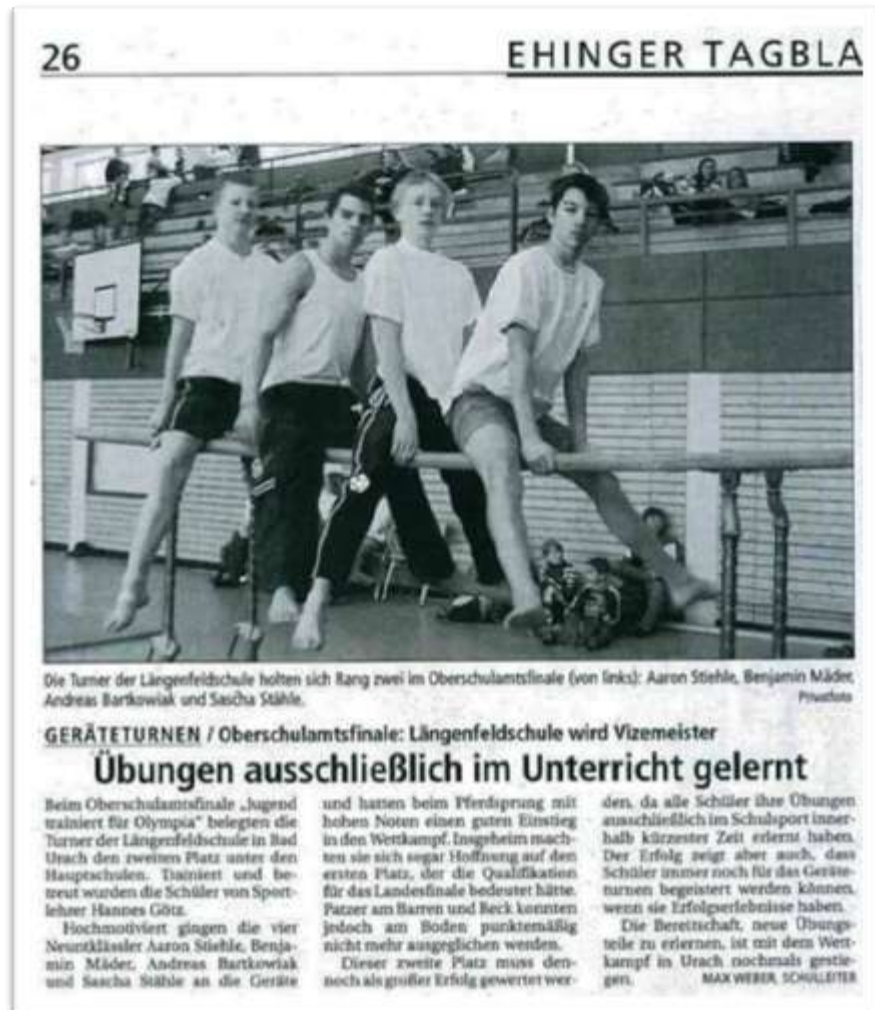 26
EHINGER TAGBLA
Die Turner der Längenfeldschule holten sich Rang zwei im Oberschulamtsfinale (von links): Aaron Stiehle, Benjamin Mäder,
Andreas Bartkowiak und Sascha Stähle.
Privatfoto
GERÄTETURNEN / Oberschulamtsfinale: Längenfeldschule wird Vizemeister
Übungen ausschließlich im Unterricht gelernt
Beim Oberschulamtsfinale „Jugend
trainiert für Olympia" belegten die
Turner der Längenfeldschule in Bad
Urach den zweiten Platz unter den
Hauptschulen. Trainiert und be-
treut wurden die Schüler von Sport-
lehrer Hannes Götz.
Hochmotiviert gingen die vier
Neuntklässler Aaron Stiehle, Benja-
min Mäder, Andreas Bartkowiak
und Sascha Stähle an die Geräte
und hatten beim Pferdsprung mit
hohen Noten einen guten Einstieg
in den Wettkampf. Insgeheim mach-
ten sie sich sogar Hoffnung auf den
ersten Platz, der die Qualifikation
für das Landesfinale bedeutet hätte.
Patzer am Barren und Reck konnten
jedoch am Boden punktemäßig
nicht mehr ausgeglichen werden.
Dieser zweite Platz muss den-
noch als großer Erfolg gewertet wer-
den, da alle Schüler ihre Übungen
ausschließlich im Schulsport inner-
halb kürzester Zeit erlernt haben.
Der Erfolg zeigt aber auch, dass
Schüler immer noch für das Geräte-
turnen begeistert werden können,
wenn sie Erfolgserlebnisse haben.
Die Bereitschaft, neue Übungs-
teile zu erlernen, ist mit dem Wett-
kampf in Urach nochmals gestie-
gen. MAX WEBER, SCHULLEITER